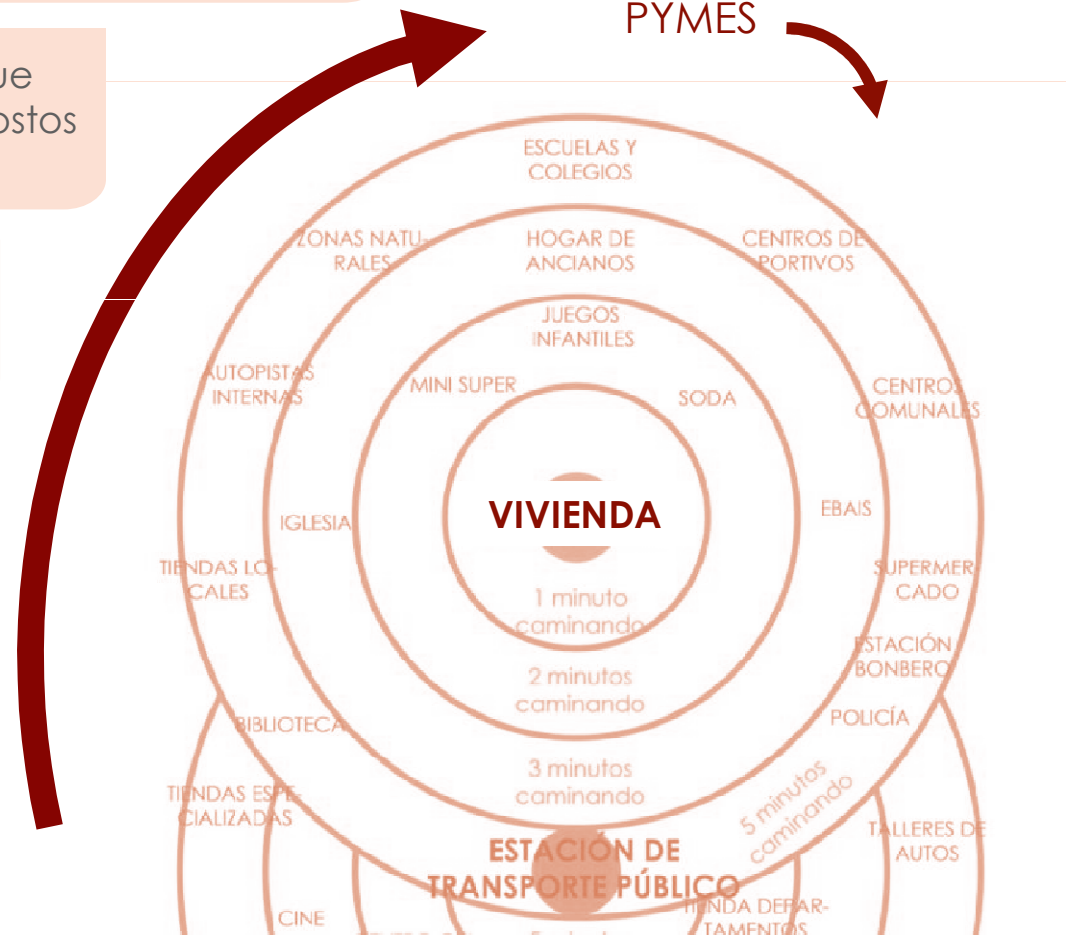 PYMES
ue
ostos
ESCUELAS Y
COLEGIOS
ZONAS NATU-
RALES
HOGAR DE
ANCIANOS
CENTROS DE
PORTIVOS
JUEGOS
INFANTILES
AUTOPISTAS
INTERNAS
MINI SUPER
SODA
CENTROS
COMUNALES
VIVIENDA
IGLESIA
EBAIS
TIENDAS LO-
CALES
SUPERMER-
CADO
1 minuto
caminando
ESTACIÓN
BONBERO
2 minutos
caminando
BIBLIOTECA
POLICÍA
3 minutos
caminando
5 minutos
caminando
TIENDAS ESPE-
CIALIZADAS
TALLERES DE
AUTOS
ESTACIÓN DE
TRANSPORTE PÚBLICO
CINE
TIENDA DEPAR-
TAMENTOS